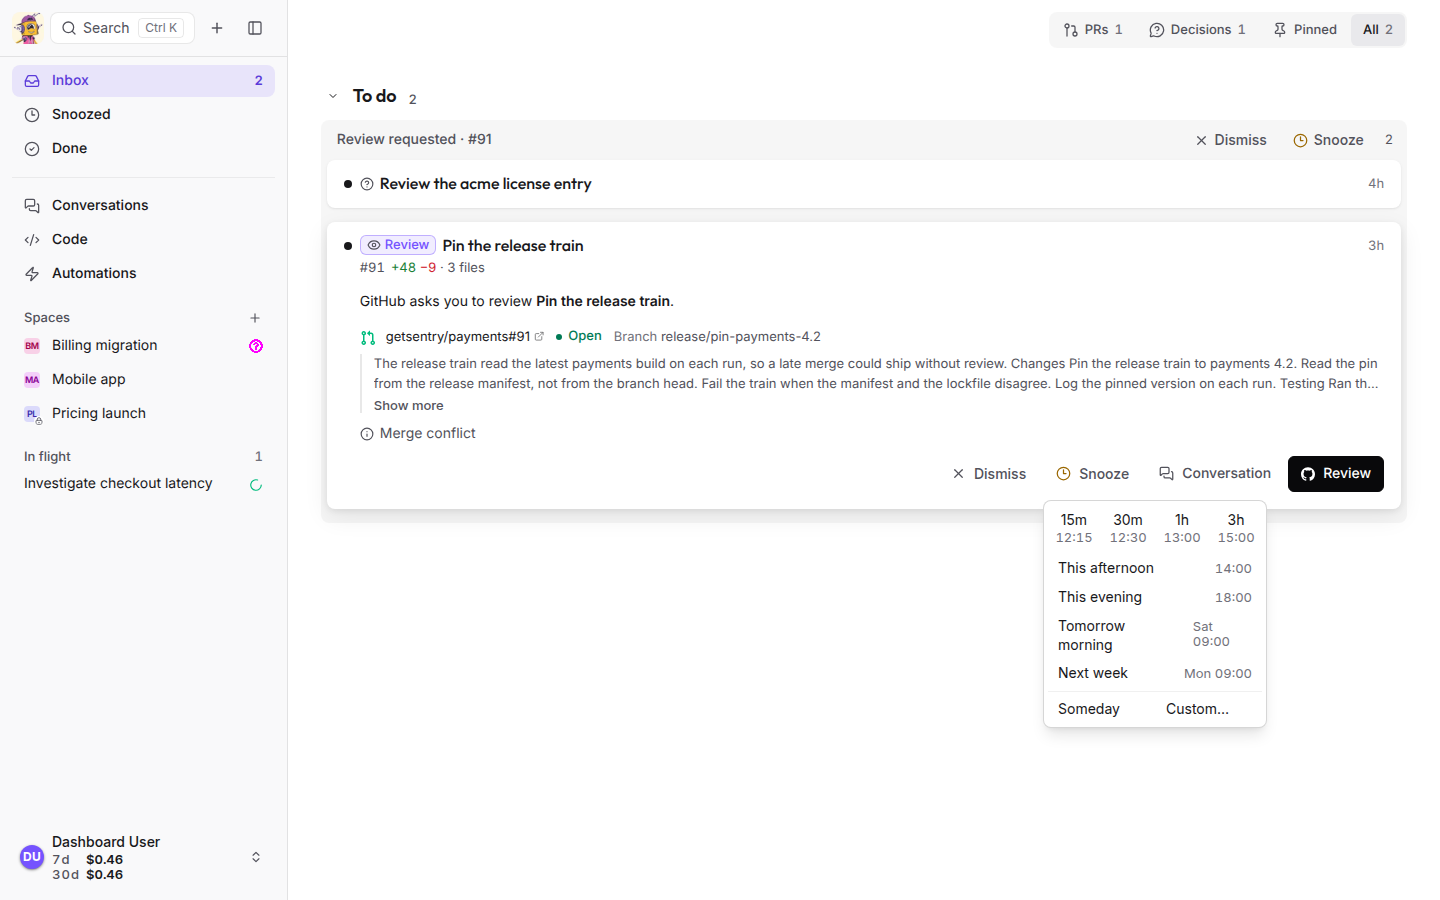 Search Ctrl K
Inbox 2
Snoozed
Done
Conversations
Code
Automations
Spaces
BM Billing migration
MA Mobile app
PL Pricing launch
In flight 1
Investigate checkout latency
DU Dashboard User
7d $0.46
30d $0.46
PRs 1 Decisions 1 Pinned All 2
To do 2
Review requested · #91 Dismiss Snooze 2
Review the acme license entry 4h
Review Pin the release train 3h
#91 +48 −9 · 3 files
GitHub asks you to review Pin the release train.
getsentry/payments#91 Open Branch release/pin-payments-4.2
The release train read the latest payments build on each run, so a late merge could ship without review. Changes Pin the release train to payments 4.2. Read the pin
from the release manifest, not from the branch head. Fail the train when the manifest and the lockfile disagree. Log the pinned version on each run. Testing Ran th...
Show more
Merge conflict
Dismiss Snooze Conversation Review
15m 30m 1h 3h
12:15 12:30 13:00 15:00
This afternoon 14:00
This evening 18:00
Tomorrow morning Sat 09:00
Next week Mon 09:00
Someday Custom...